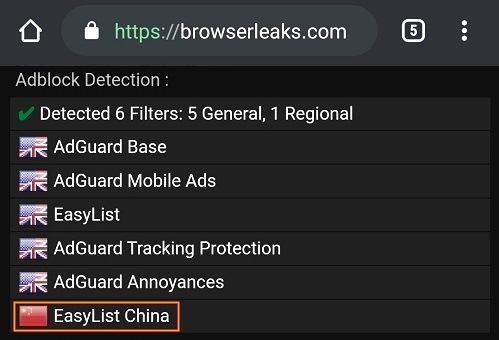 https://browserleaks.com 5
Adblock Detection :
✔ Detected 6 Filters: 5 General, 1 Regional
AdGuard Base
AdGuard Mobile Ads
EasyList
AdGuard Tracking Protection
AdGuard Annoyances
EasyList China